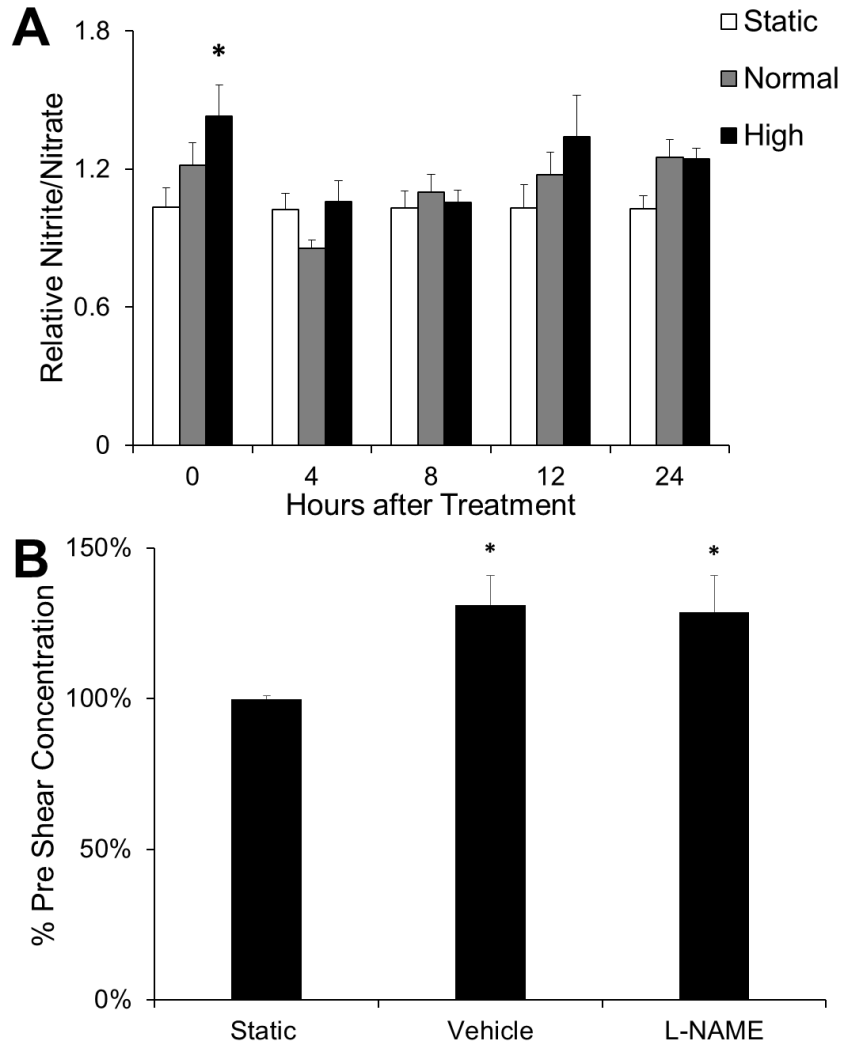 A
1.8
*
Static
Normal
High
1.2
0.6
0
Relative Nitrite/Nitrate
0 4 8 12 24
Hours after Treatment
B
150%
* *
100%
50%
0%
% Pre Shear Concentration
Static Vehicle L-NAME